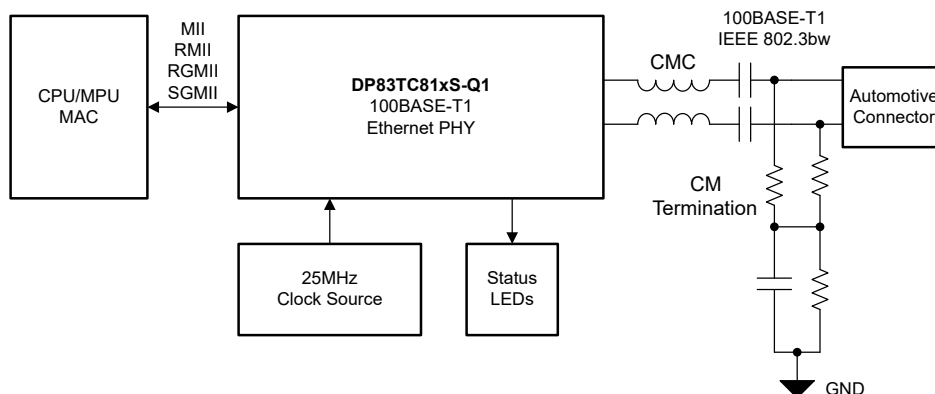 MII
RMII
RGMII
SGMII
CPU/MPU
MAC
DP83TC81xS-Q1
100BASE-T1
Ethernet PHY
25MHz
Clock Source
Status
LEDs
CMC
100BASE-T1
IEEE 802.3bw
Automotive
Connector
CM
Termination
GND